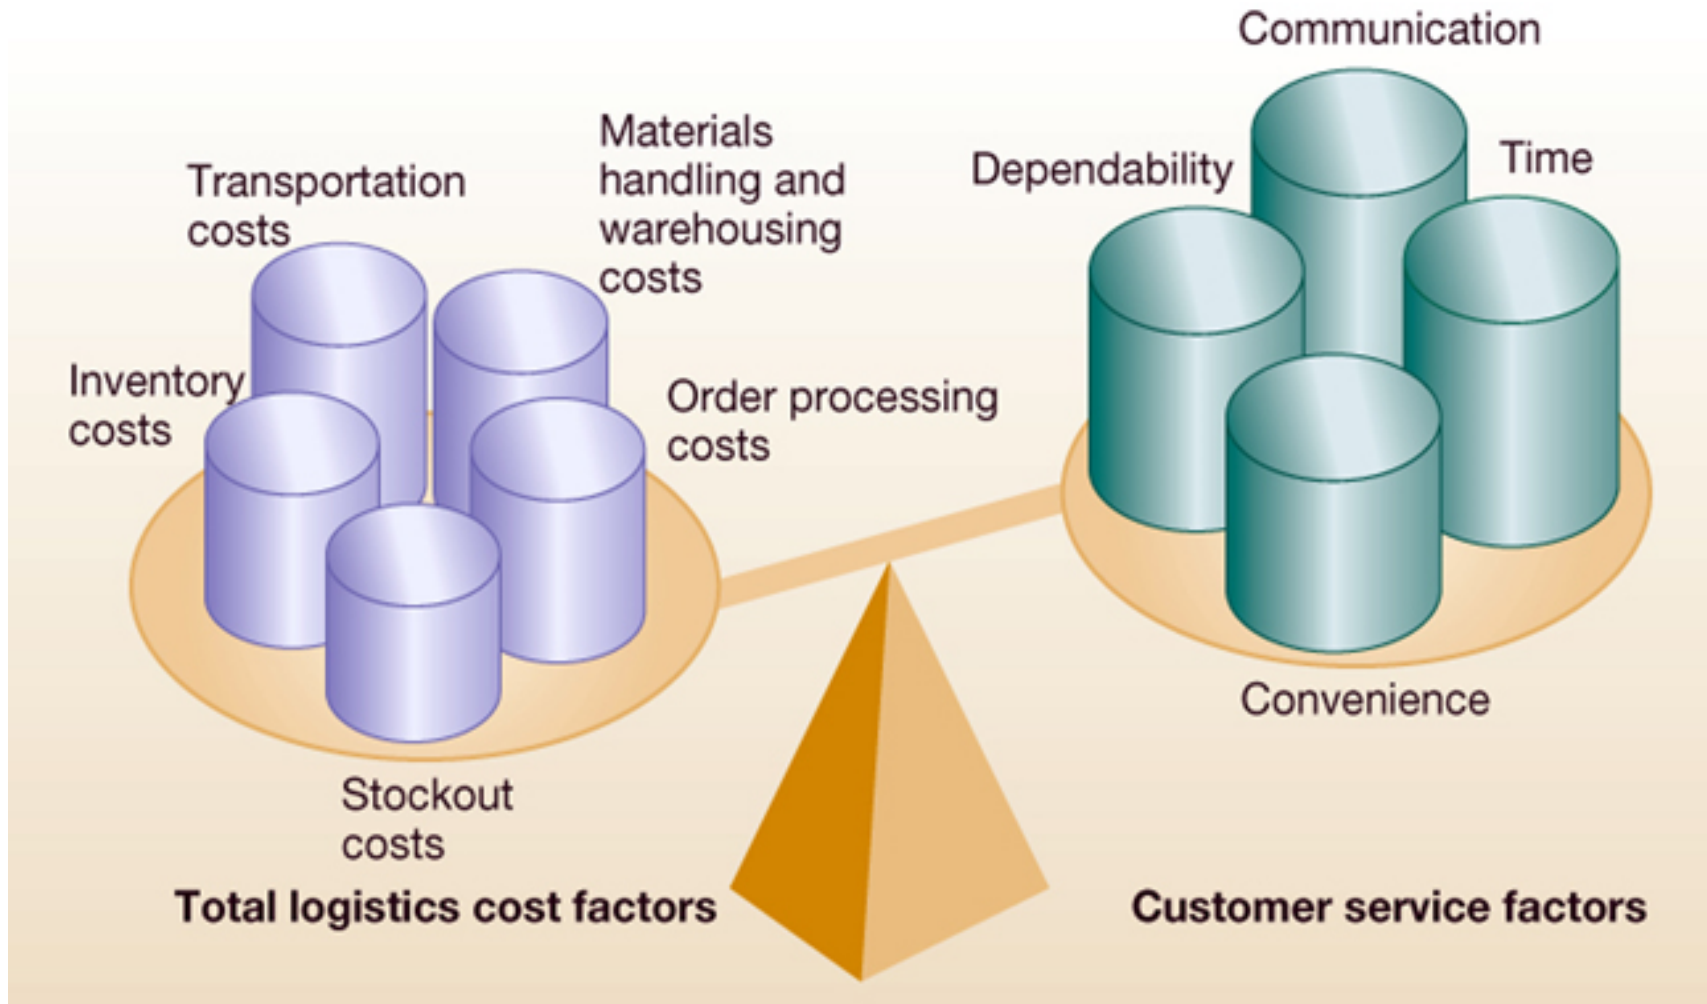 Communication
Dependability
Time
Transportation
costs
Materials
handling and
warehousing
costs
Inventory
costs
Order processing
costs
Convenience
Stockout
costs
Total logistics cost factors
Customer service factors